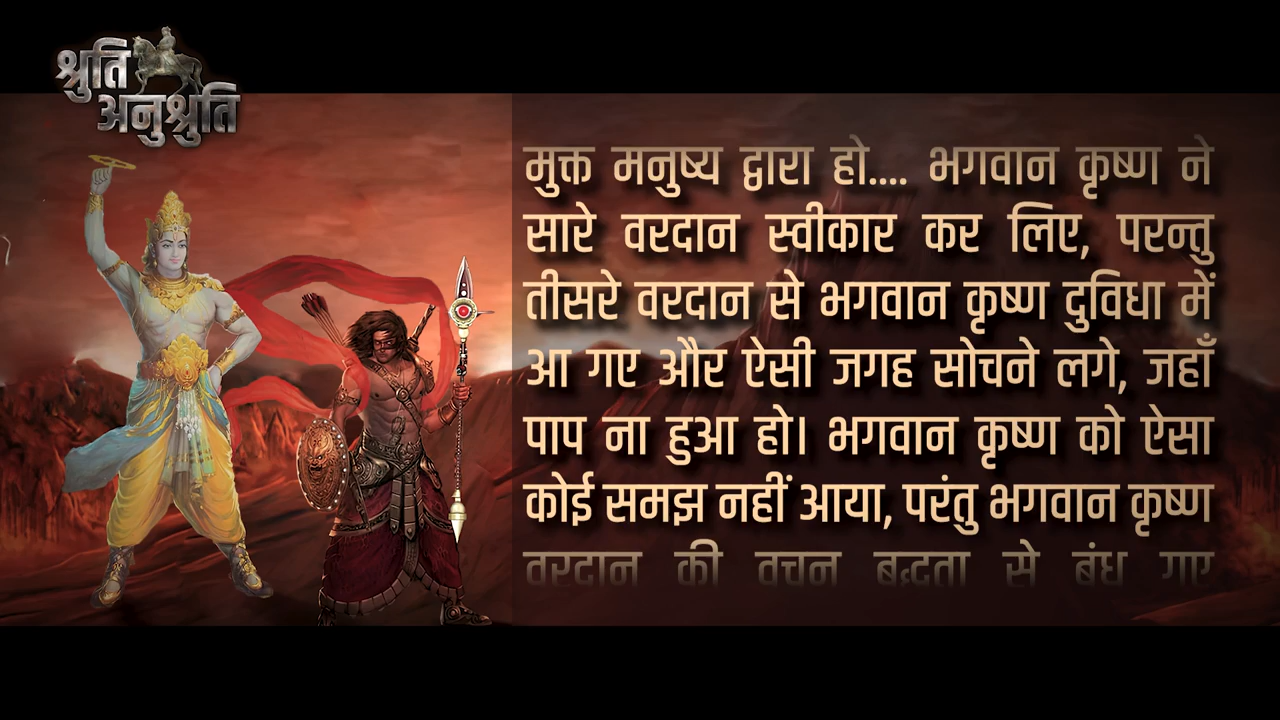 श्रुति
अनुश्रुति
मुक्त मनुष्य द्वारा हो.... भगवान कृष्ण ने
सारे वरदान स्वीकार कर लिए, परन्तु
तीसरे वरदान से भगवान कृष्ण दुविधा में
आ गए और ऐसी जगह सोचने लगे, जहाँ
पाप ना हुआ हो। भगवान कृष्ण को ऐसा
कोई समझ नहीं आया, परंतु भगवान कृष्ण
वरदान की वचन बद्धता से बंध गए